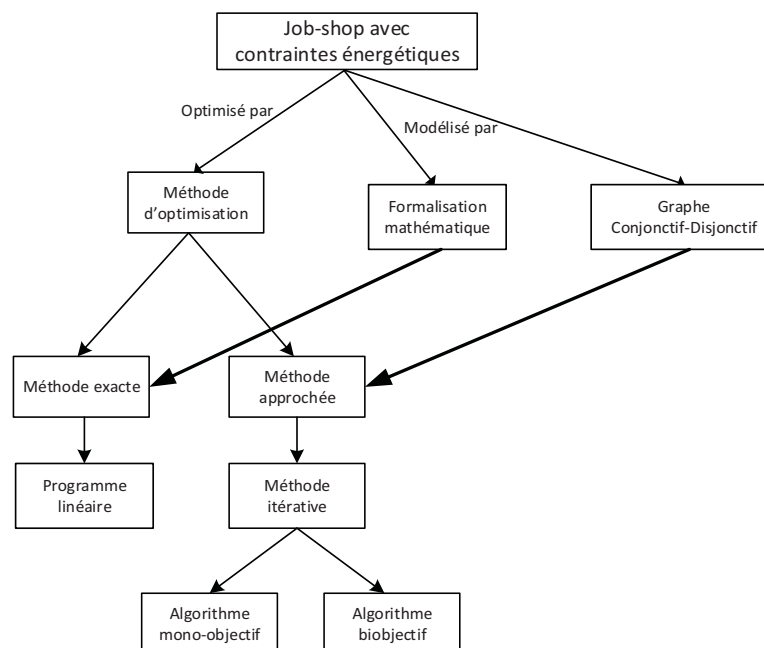 Job-shop avec
contraintes énergétiques
Optimisé par
Modélisé par
Méthode
d'optimisation
Formalisation
mathématique
Graphe
Conjonctif-Disjonctif
Méthode exacte
Méthode
approchée
Programme
linéaire
Méthode
itérative
Algorithme
mono-objectif
Algorithme
biobjectif